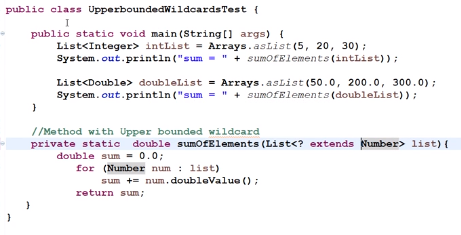 public class UpperboundedWildcardsTest {
public static void main(String[] args) {
List<Integer> intList = Arrays.asList(5, 20, 30);
System.out.println("sum = " + sumOfElements(intList));
List<Double> doubleList = Arrays.asList(50.0, 200.0, 300.0);
System.out.println("sum = " + sumOfElements(doubleList));
}
//Method with Upper bounded wildcard
private static  double sumOfElements(List<? extends Number> list){
double sum = 0.0;
for (Number num : list)
sum += num.doubleValue();
return sum;
}
}